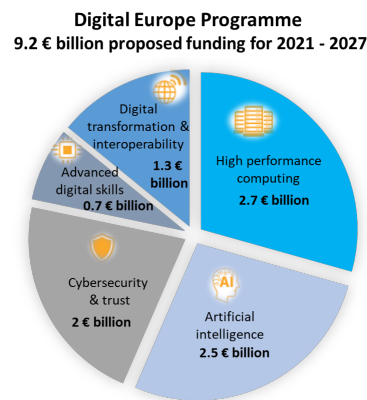 Digital Europe Programme
9.2 € billion proposed funding for 2021 - 2027
Digital
transformation &
interoperability
1.3 €
billion
High performance
computing
2.7 € billion
Advanced
digital skills
0.7 € billion
Cybersecurity
& trust
2 € billion
AI
Artificial
intelligence
2.5 € billion